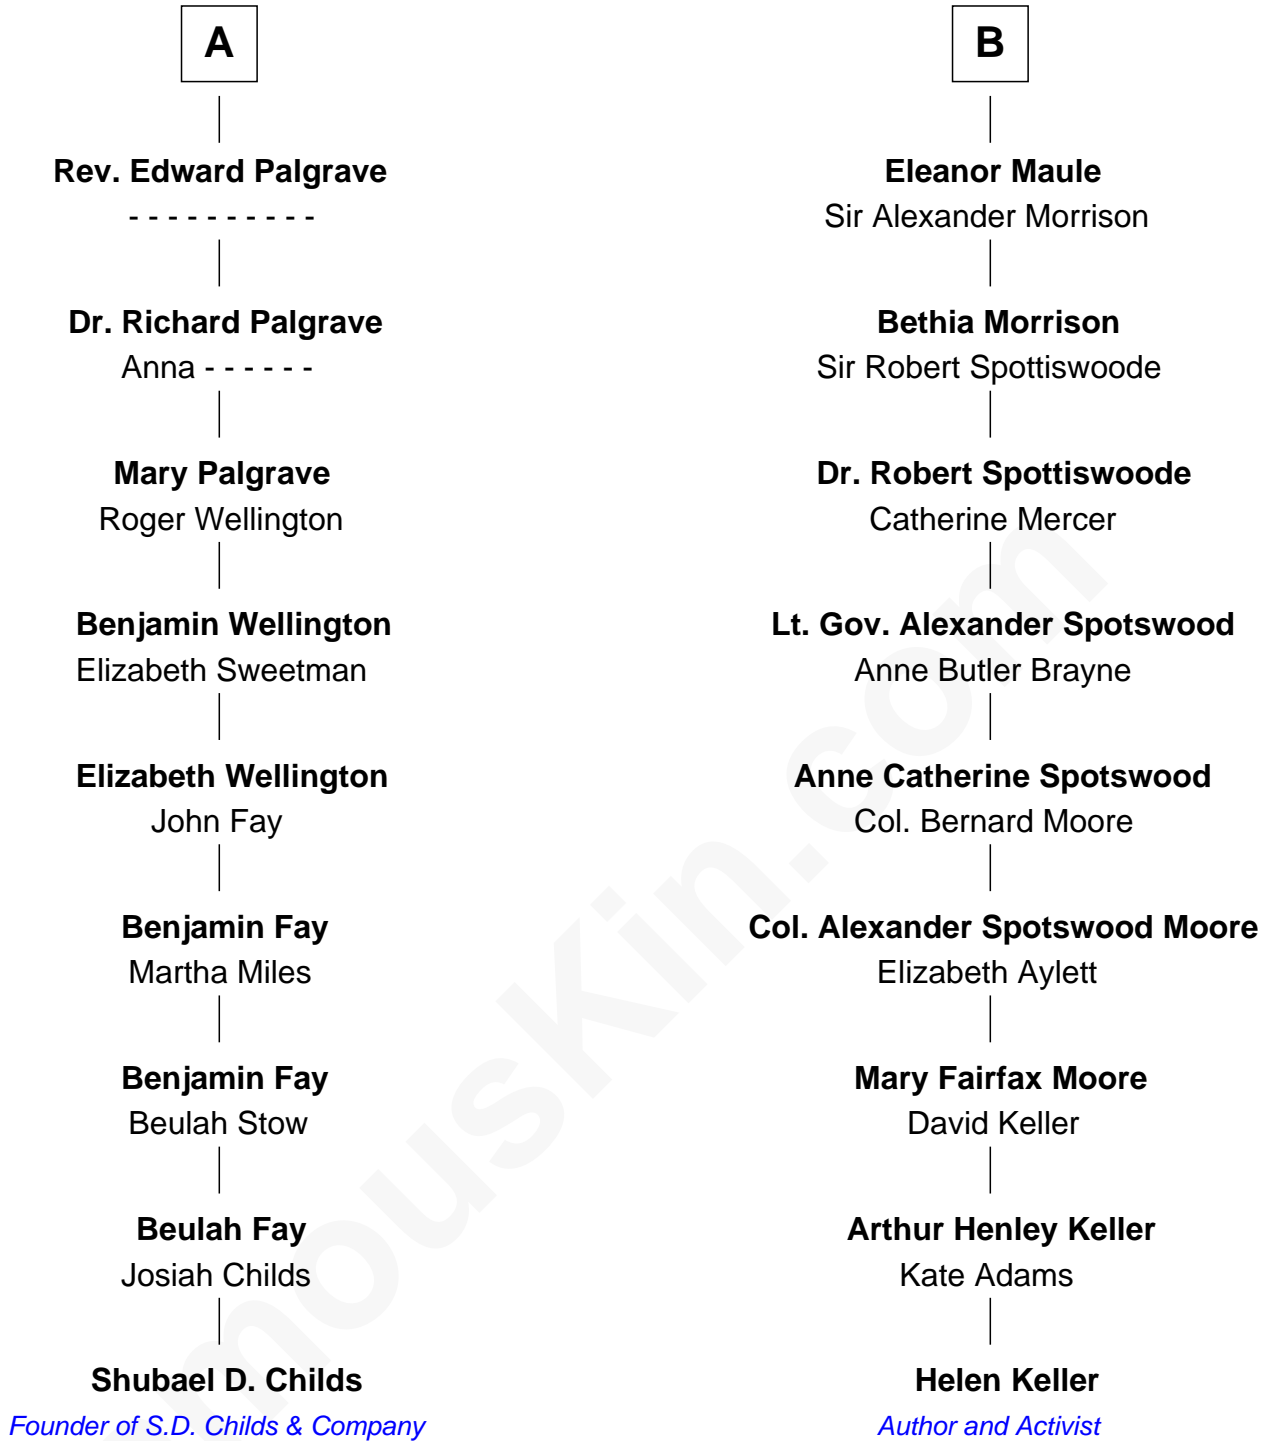 A
Rev. Edward Palgrave
- - - - - - - - - -
Dr. Richard Palgrave
Anna - - - - - -
Mary Palgrave
Roger Wellington
Benjamin Wellington
Elizabeth Sweetman
Elizabeth Wellington
John Fay
Benjamin Fay
Martha Miles
Benjamin Fay
Beulah Stow
Beulah Fay
Josiah Childs
Shubael D. Childs
Founder of S.D. Childs & Company
B
Eleanor Maule
Sir Alexander Morrison
Bethia Morrison
Sir Robert Spottiswoode
Dr. Robert Spottiswoode
Catherine Mercer
Lt. Gov. Alexander Spotswood
Anne Butler Brayne
Anne Catherine Spotswood
Col. Bernard Moore
Col. Alexander Spotswood Moore
Elizabeth Aylett
Mary Fairfax Moore
David Keller
Arthur Henley Keller
Kate Adams
Helen Keller
Author and Activist
mousKin.com